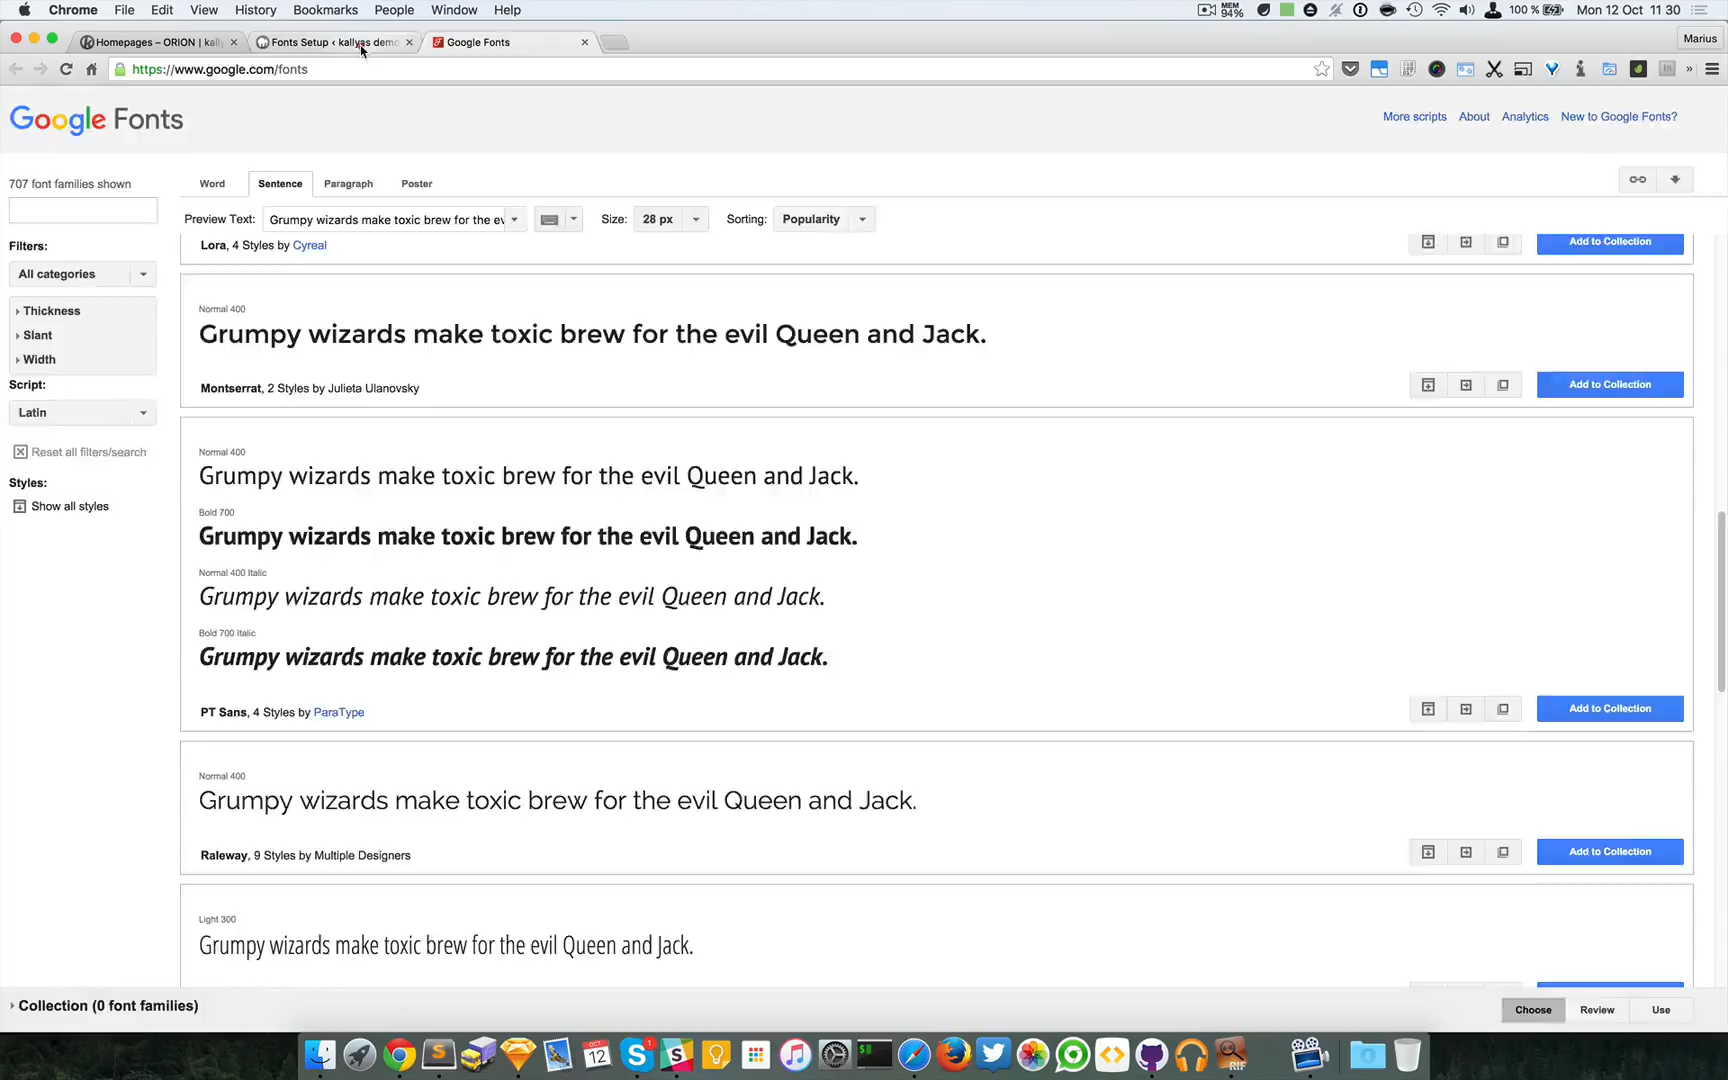 Chrome File Edit View History Bookmarks People Window Help MEM 94% 100 % Mon 12 Oct 11 30
Homepages – ORION | kally Fonts Setup ‹ kallyas demo Google Fonts Marius
https://www.google.com/fonts
Google Fonts
More scripts About Analytics New to Google Fonts?
707 font families shown
Word Sentence Paragraph Poster
Preview Text: Grumpy wizards make toxic brew for the ev Size: 28 px Sorting: Popularity
Filters:
All categories
Thickness
Slant
Width
Script:
Latin
Reset all filters/search
Styles:
Show all styles
Lora, 4 Styles by Cyreal Add to Collection
Normal 400
Grumpy wizards make toxic brew for the evil Queen and Jack.
Montserrat, 2 Styles by Julieta Ulanovsky Add to Collection
Normal 400
Grumpy wizards make toxic brew for the evil Queen and Jack.
Bold 700
Grumpy wizards make toxic brew for the evil Queen and Jack.
Normal 400 Italic
Grumpy wizards make toxic brew for the evil Queen and Jack.
Bold 700 Italic
Grumpy wizards make toxic brew for the evil Queen and Jack.
PT Sans, 4 Styles by ParaType Add to Collection
Normal 400
Grumpy wizards make toxic brew for the evil Queen and Jack.
Raleway, 9 Styles by Multiple Designers Add to Collection
Light 300
Grumpy wizards make toxic brew for the evil Queen and Jack.
Collection (0 font families) Choose Review Use